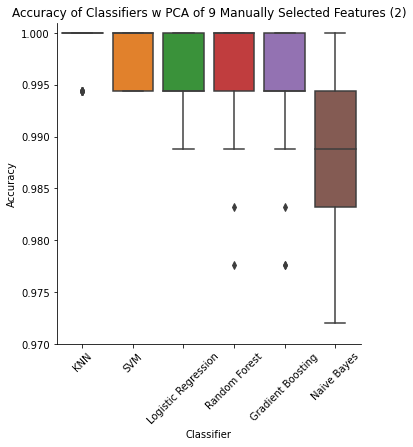 Accuracy of Classifiers w PCA of 9 Manually Selected Features (2)
1.000
0.995
0.990
0.985
0.980
0.975
0.970
Accuracy
KNN
SVM
Logistic Regression
Random Forest
Gradient Boosting
Naive Bayes
Classifier